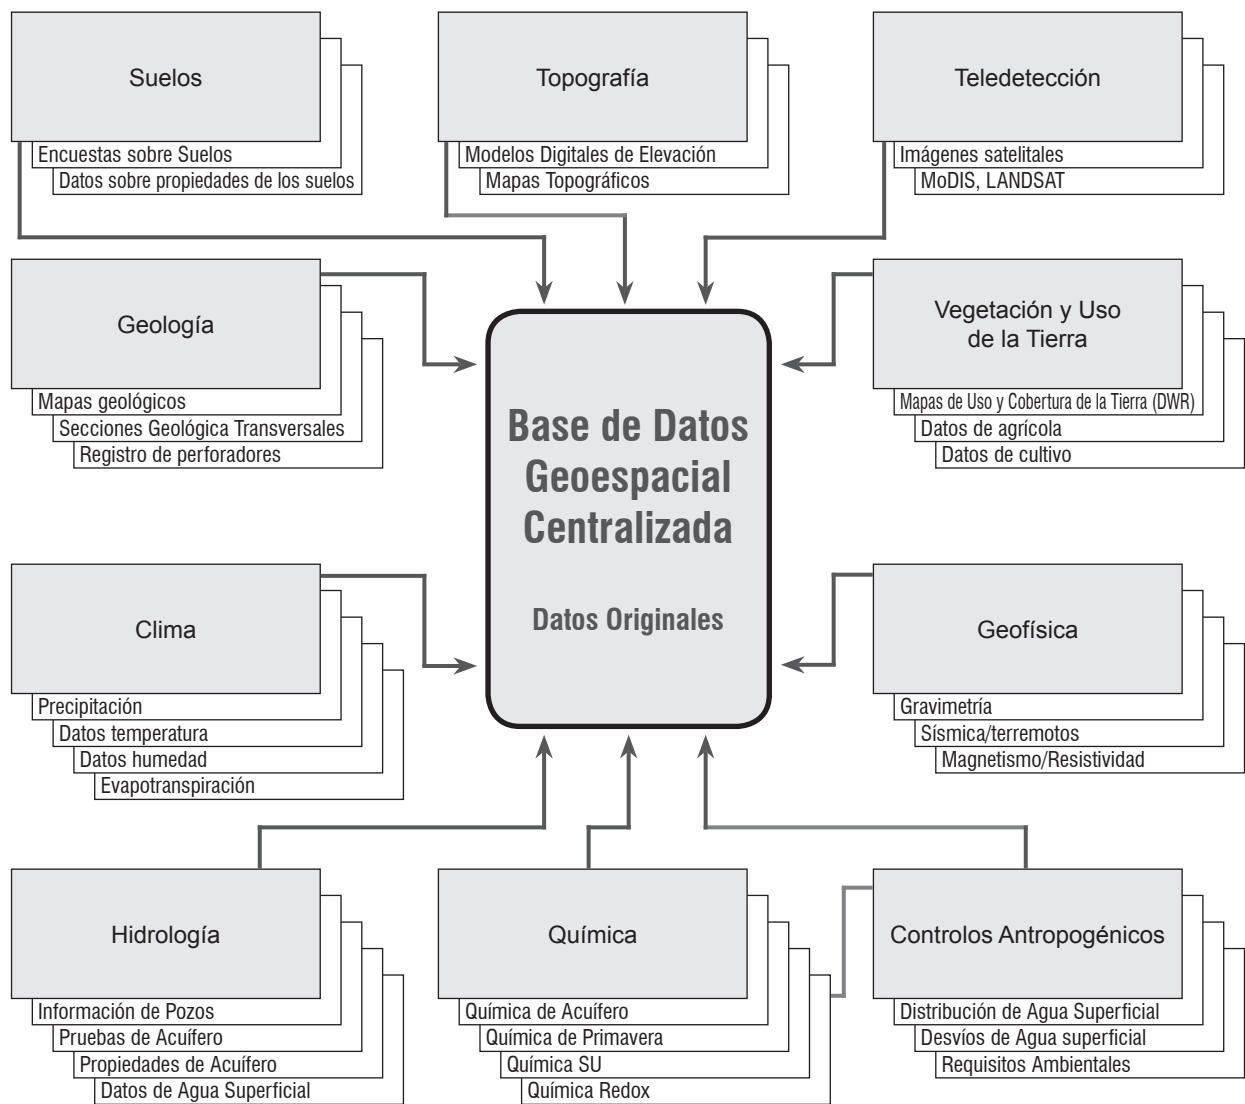 Suelos
Encuestas sobre Suelos
Datos sobre propiedades de los suelos
Topografía
Modelos Digitales de Elevación
Mapas Topográficos
Teledetección
Imágenes satelitales
MoDIS, LANDSAT
Geología
Mapas geológicos
Secciones Geológica Transversales
Registro de perforadores
Base de Datos
Geoespacial
Centralizada
Datos Originales
Vegetación y Uso
de la Tierra
Mapas de Uso y Cobertura de la Tierra (DWR)
Datos de agrícola
Datos de cultivo
Clima
Precipitación
Datos temperatura
Datos humedad
Evapotranspiración
Geofísica
Gravimetría
Sísmica/terremotos
Magnetismo/Resistividad
Hidrología
Información de Pozos
Pruebas de Acuífero
Propiedades de Acuífero
Datos de Agua Superficial
Química
Química de Acuífero
Química de Primavera
Química SU
Química Redox
Controlos Antropogénicos
Distribución de Agua Superficial
Desvíos de Agua superficial
Requisitos Ambientales